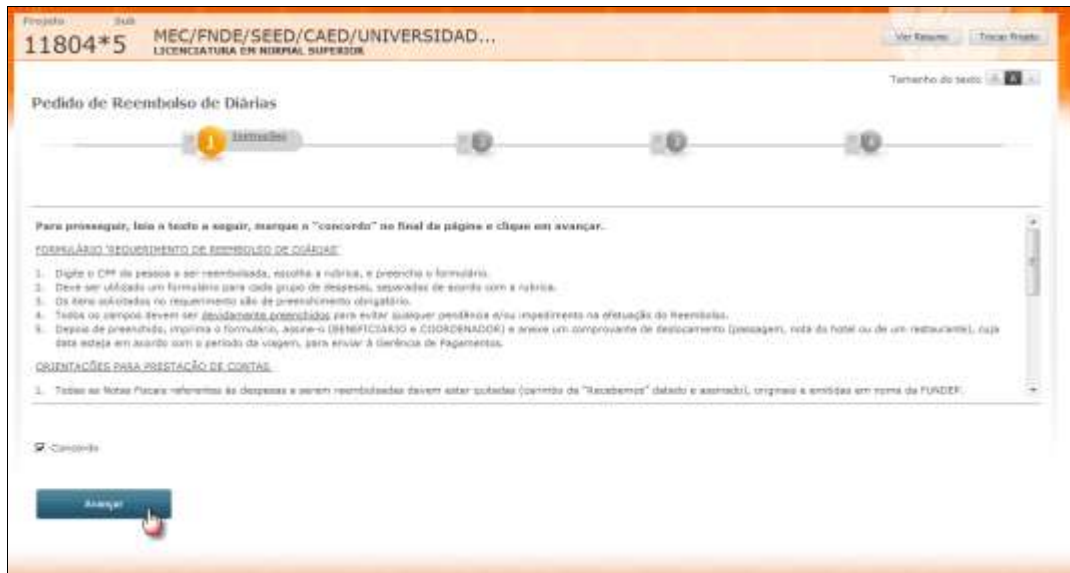 Projeto Sub
11804*5 MEC/FNDE/SEED/CAED/UNIVERSIDAD...
LICENCIATURA EM NORMAL SUPERIOR
Ver Resumo Trocar Projeto
Tamanho do texto A A A
Pedido de Reembolso de Diárias
1 Instruções 2 3 4
Para prosseguir, leia o texto a seguir, marque o "concordo" no final da página e clique em avançar.
FORMULÁRIO 'REQUERIMENTO DE REEMBOLSO DE DIÁRIAS'
1. Digite o CPF da pessoa a ser reembolsada, escolha a rubrica, e preencha o formulário.
2. Deve ser utilizado um formulário para cada grupo de despesas, separadas de acordo com a rubrica.
3. Os itens solicitados no requerimento são de preenchimento obrigatório.
4. Todos os campos devem ser devidamente preenchidos para evitar qualquer pendência e/ou impedimento na efetuação do Reembolso.
5. Depois de preenchido, imprima o formulário, assine-o (BENEFICIÁRIO e COORDENADOR) e anexe um comprovante de deslocamento (passagem, nota do hotel ou de um restaurante), cuja
data esteja em acordo com o período da viagem, para enviar à Gerência de Pagamentos.
ORIENTAÇÕES PARA PRESTAÇÃO DE CONTAS
1. Todas as Notas Fiscais referentes às despesas a serem reembolsadas devem estar quitadas (carimbo de "Recebemos" datado e assinado), originais e emitidas em nome da FUNDEP.
Concordo
Avançar